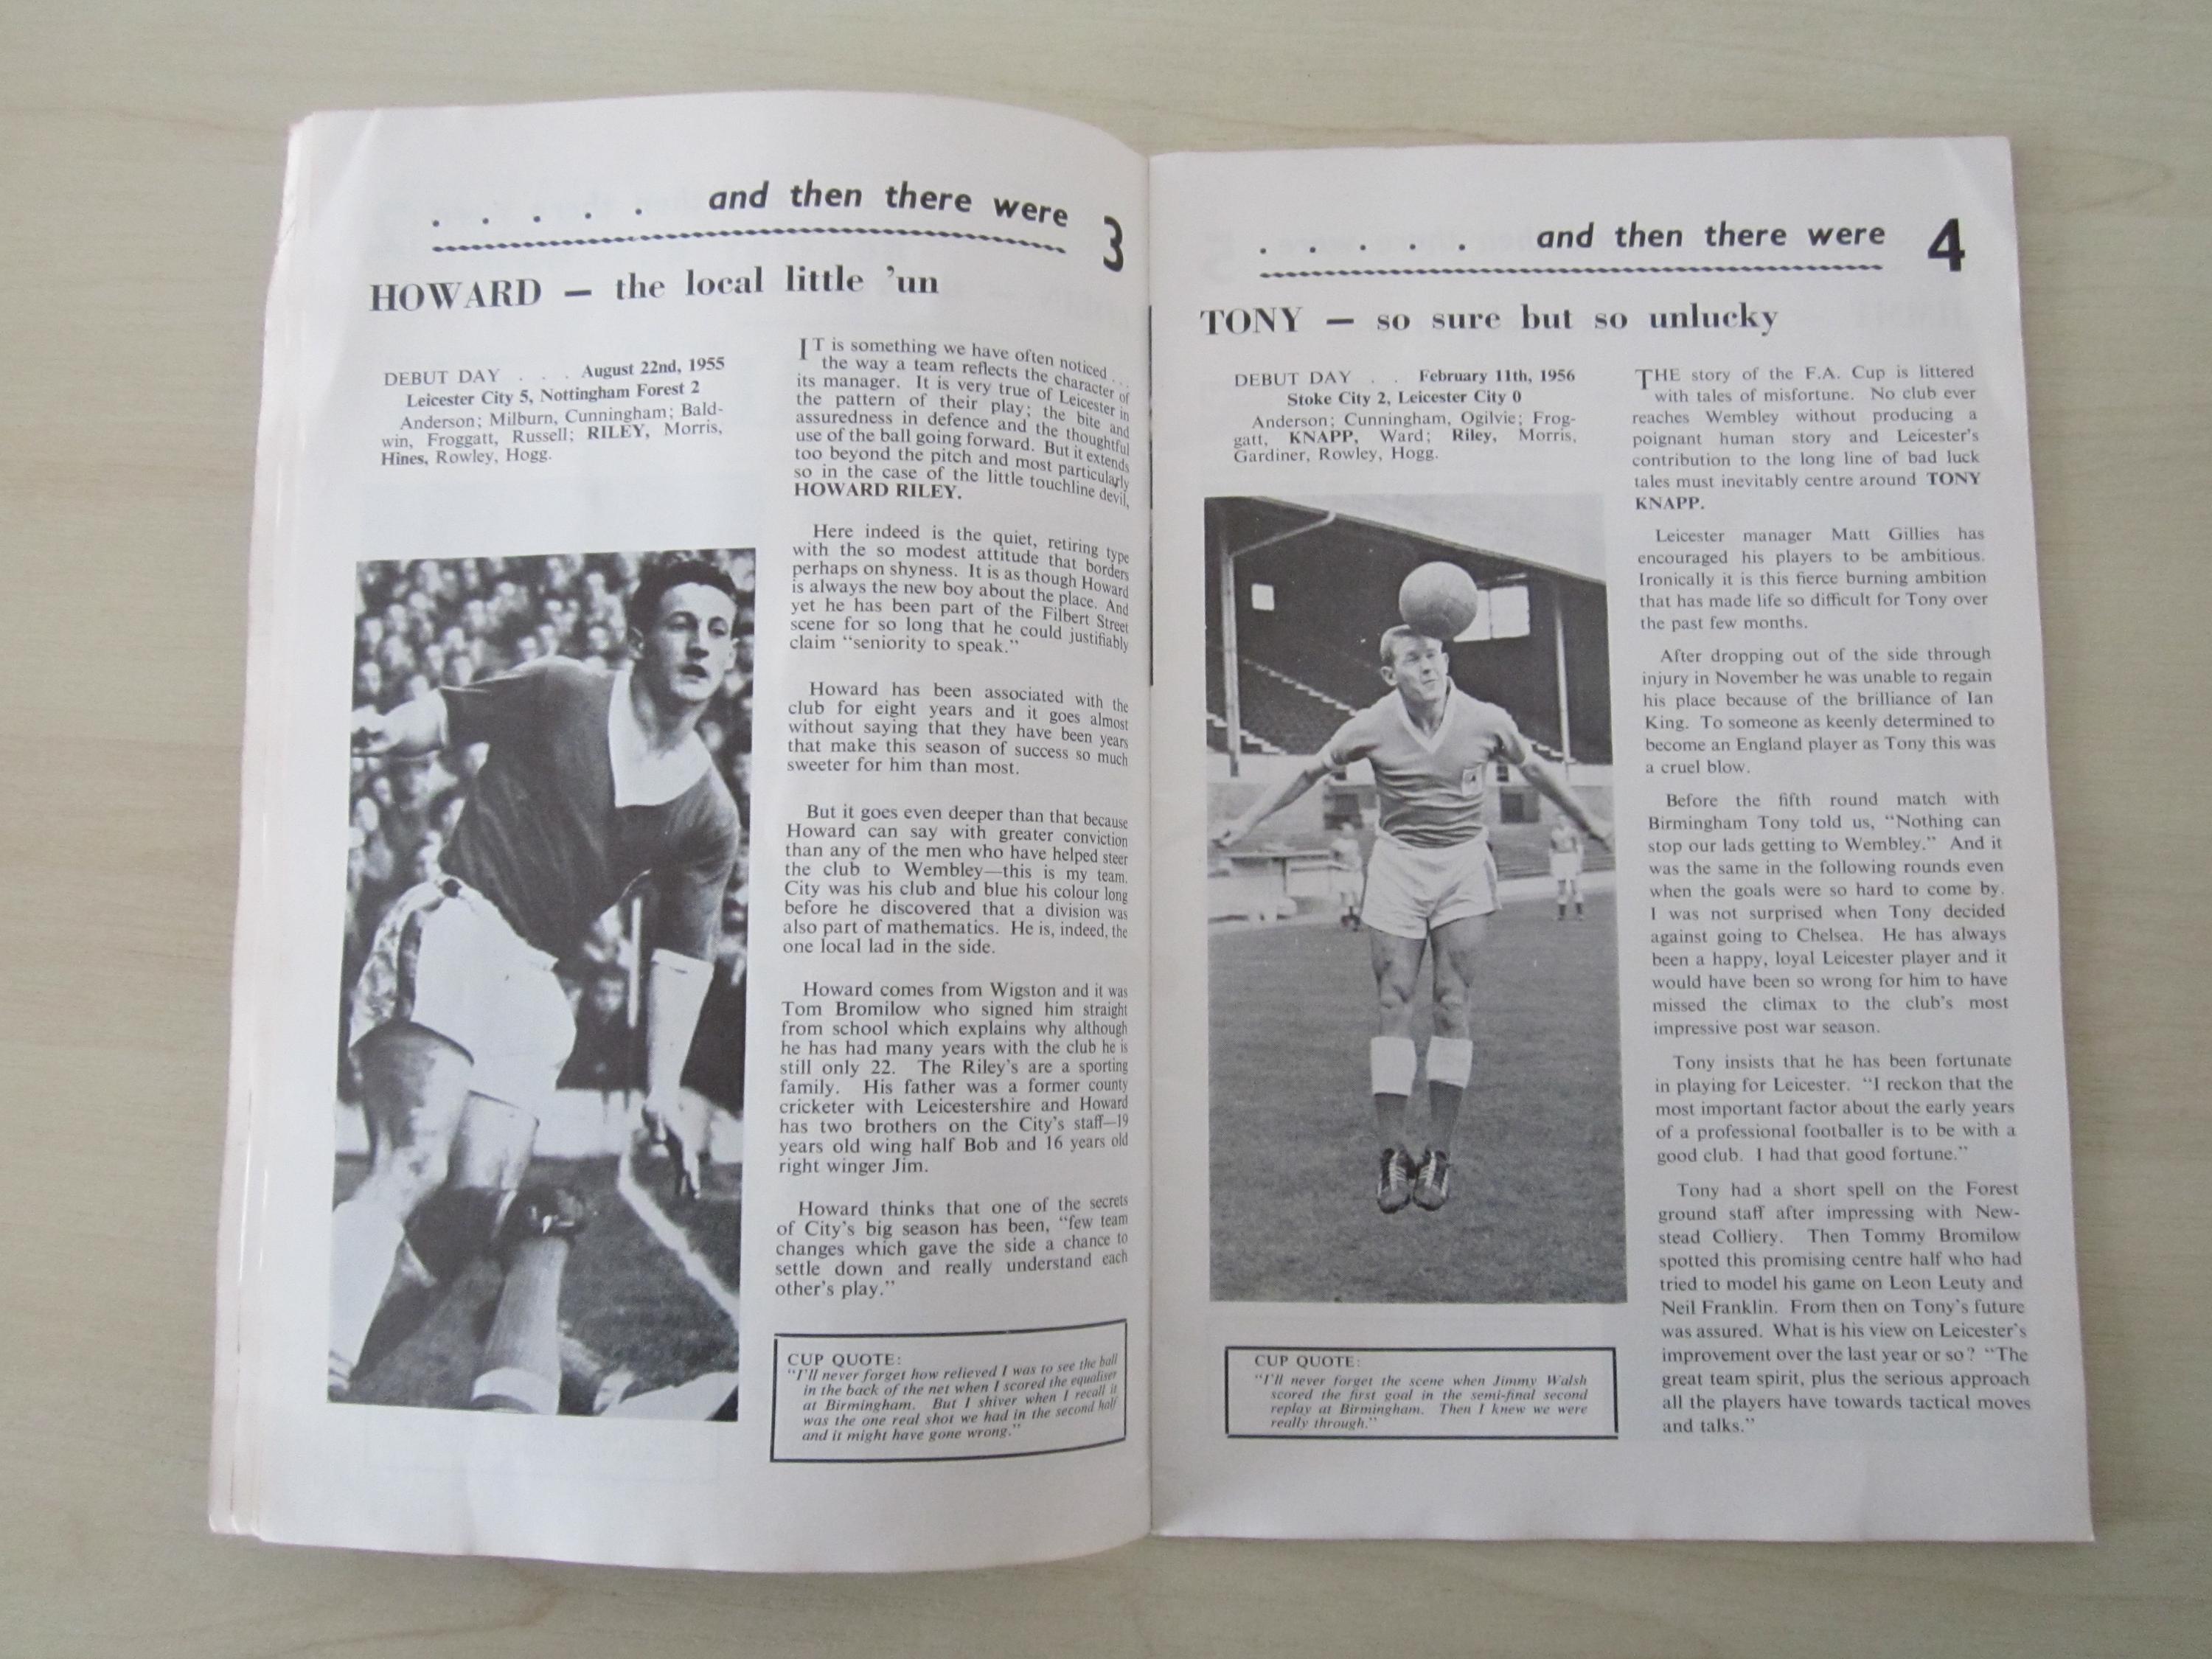 . . . . . and then there were 3
HOWARD — the local little 'un
DEBUT DAY . . . August 22nd, 1955
Leicester City 5, Nottingham Forest 2
Anderson; Milburn, Cunningham; Bald-
win, Froggatt, Russell; RILEY, Morris,
Hines, Rowley, Hogg.
IT is something we have often noticed . . .
the way a team reflects the character of
its manager. It is very true of Leicester in
the pattern of their play; the bite and
assuredness in defence and the thoughtful
use of the ball going forward. But it extends
too beyond the pitch and most particularly
so in the case of the little touchline devil,
HOWARD RILEY.
Here indeed is the quiet, retiring type
with the so modest attitude that borders
perhaps on shyness. It is as though Howard
is always the new boy about the place. And
yet he has been part of the Filbert Street
scene for so long that he could justifiably
claim "seniority to speak."
Howard has been associated with the
club for eight years and it goes almost
without saying that they have been years
that make this season of success so much
sweeter for him than most.
But it goes even deeper than that because
Howard can say with greater conviction
than any of the men who have helped steer
the club to Wembley—this is my team.
City was his club and blue his colour long
before he discovered that a division was
also part of mathematics. He is, indeed, the
one local lad in the side.
Howard comes from Wigston and it was
Tom Bromilow who signed him straight
from school which explains why although
he has had many years with the club he is
still only 22. The Riley's are a sporting
family. His father was a former county
cricketer with Leicestershire and Howard
has two brothers on the City's staff—19
years old wing half Bob and 16 years old
right winger Jim.
Howard thinks that one of the secrets
of City's big season has been, "few team
changes which gave the side a chance to
settle down and really understand each
other's play."
CUP QUOTE:
"I'll never forget how relieved I was to see the ball
in the back of the net when I scored the equaliser
at Birmingham. But I shiver when I recall it
was the one real shot we had in the second half
and it might have gone wrong."
. . . . . and then there were 4
TONY — so sure but so unlucky
DEBUT DAY . . February 11th, 1956
Stoke City 2, Leicester City 0
Anderson; Cunningham, Ogilvie; Frog-
gatt, KNAPP, Ward; Riley, Morris,
Gardiner, Rowley, Hogg.
THE story of the F.A. Cup is littered
with tales of misfortune. No club ever
reaches Wembley without producing a
poignant human story and Leicester's
contribution to the long line of bad luck
tales must inevitably centre around TONY
KNAPP.
Leicester manager Matt Gillies has
encouraged his players to be ambitious.
Ironically it is this fierce burning ambition
that has made life so difficult for Tony over
the past few months.
After dropping out of the side through
injury in November he was unable to regain
his place because of the brilliance of Ian
King. To someone as keenly determined to
become an England player as Tony this was
a cruel blow.
Before the fifth round match with
Birmingham Tony told us, "Nothing can
stop our lads getting to Wembley." And it
was the same in the following rounds even
when the goals were so hard to come by.
I was not surprised when Tony decided
against going to Chelsea. He has always
been a happy, loyal Leicester player and it
would have been so wrong for him to have
missed the climax to the club's most
impressive post war season.
Tony insists that he has been fortunate
in playing for Leicester. "I reckon that the
most important factor about the early years
of a professional footballer is to be with a
good club. I had that good fortune."
Tony had a short spell on the Forest
ground staff after impressing with New-
stead Colliery. Then Tommy Bromilow
spotted this promising centre half who had
tried to model his game on Leon Leuty and
Neil Franklin. From then on Tony's future
was assured. What is his view on Leicester's
improvement over the last year or so? "The
great team spirit, plus the serious approach
all the players have towards tactical moves
and talks."
CUP QUOTE:
"I'll never forget the scene when Jimmy Walsh
scored the first goal in the semi-final second
replay at Birmingham. Then I knew we were
really through."